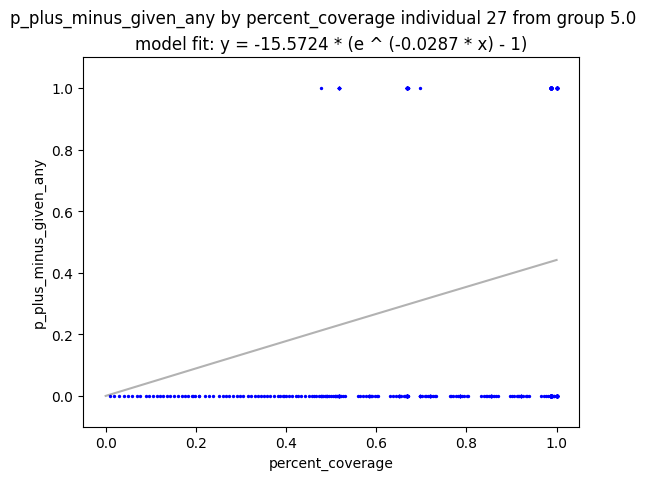 p_plus_minus_given_any by percent_coverage individual 27 from group 5.0
model fit: y = -15.5724 * (e ^ (-0.0287 * x) - 1)
1.0
0.8
0.6
0.4
0.2
0.0
p_plus_minus_given_any
0.0 0.2 0.4 0.6 0.8 1.0
percent_coverage